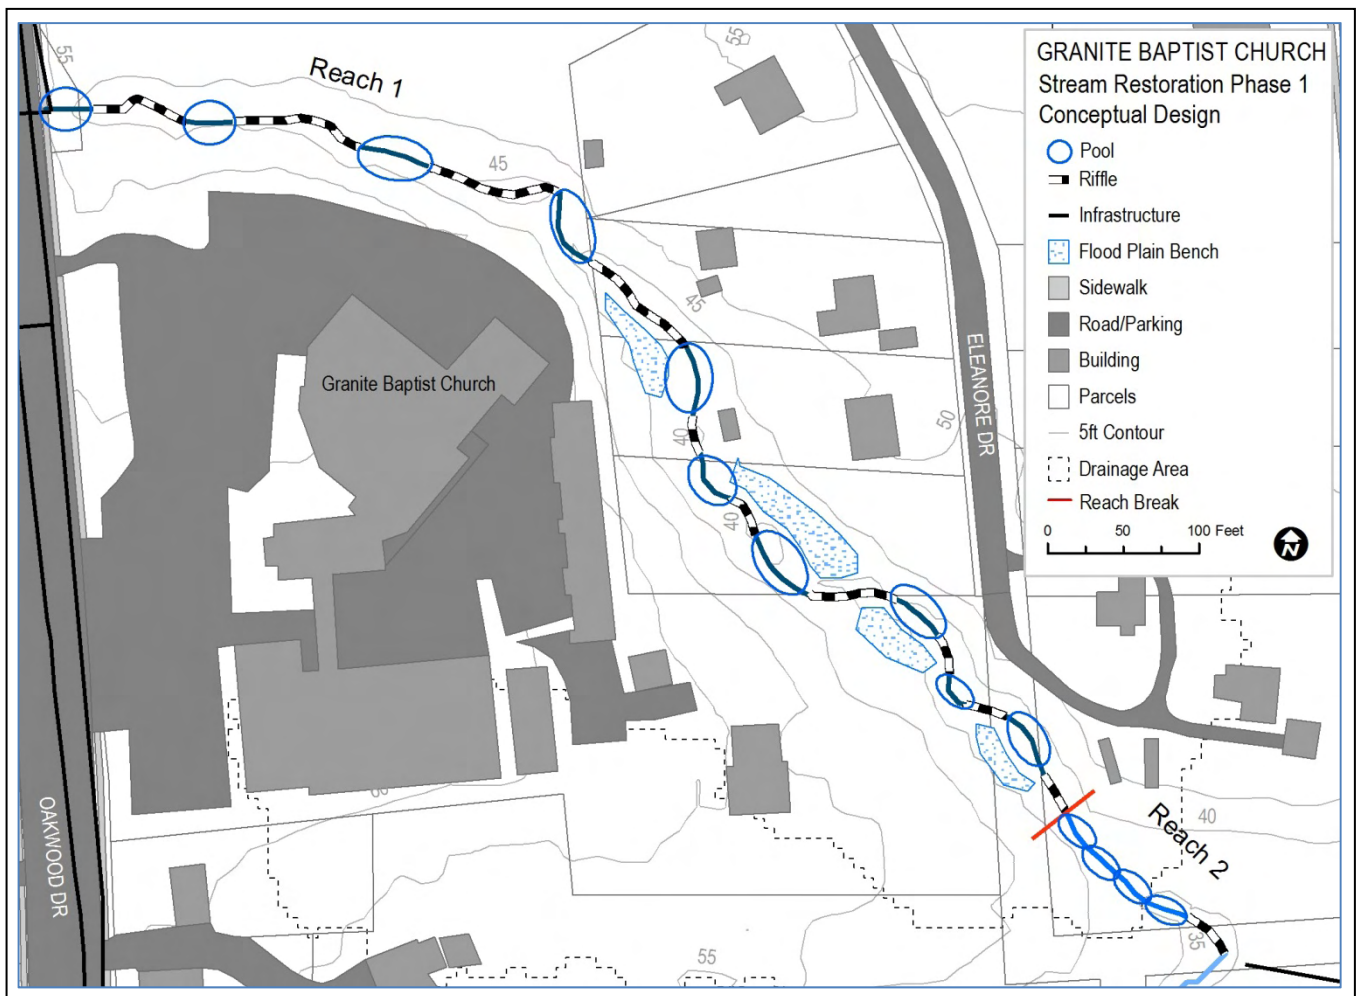 GRANITE BAPTIST CHURCH
Stream Restoration Phase 1
Conceptual Design
Pool
Riffle
Infrastructure
Flood Plain Bench
Sidewalk
Road/Parking
Building
Parcels
5ft Contour
Drainage Area
Reach Break
0 50 100 Feet
N
55
55
Reach 1
45
45
ELEANORE DR
Granite Baptist Church
50
40
40
OAKWOOD DR
40
Reach 2
35
55